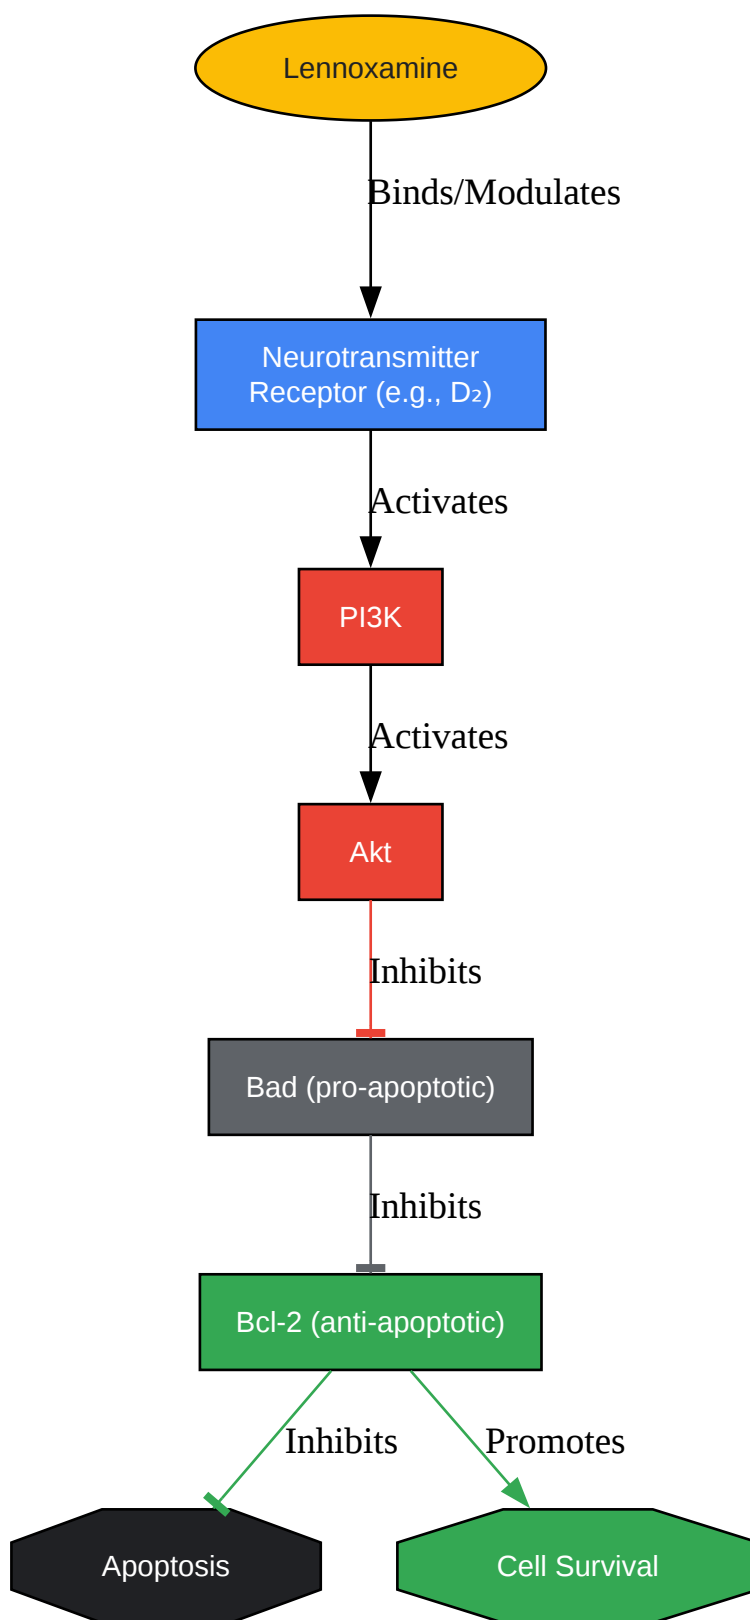 Lennoxamine
Binds/Modulates
Neurotransmitter
Receptor (e.g., D₂)
Activates
PI3K
Activates
Akt
Inhibits
Bad (pro-apoptotic)
Inhibits
Bcl-2 (anti-apoptotic)
Inhibits
Promotes
Apoptosis
Cell Survival